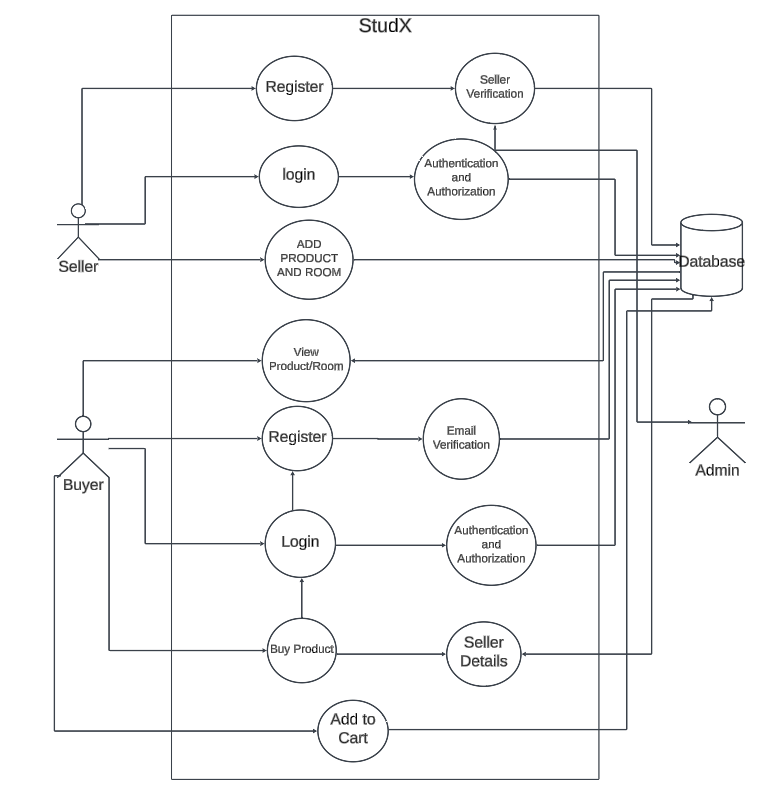 StudX
Register
Seller
Verification
login
Authentication
and
Authorization
ADD
PRODUCT
AND ROOM
Seller
Database
View
Product/Room
Register
Email
Verification
Buyer
Admin
Login
Authentication
and
Authorization
Buy Product
Seller
Details
Add to
Cart